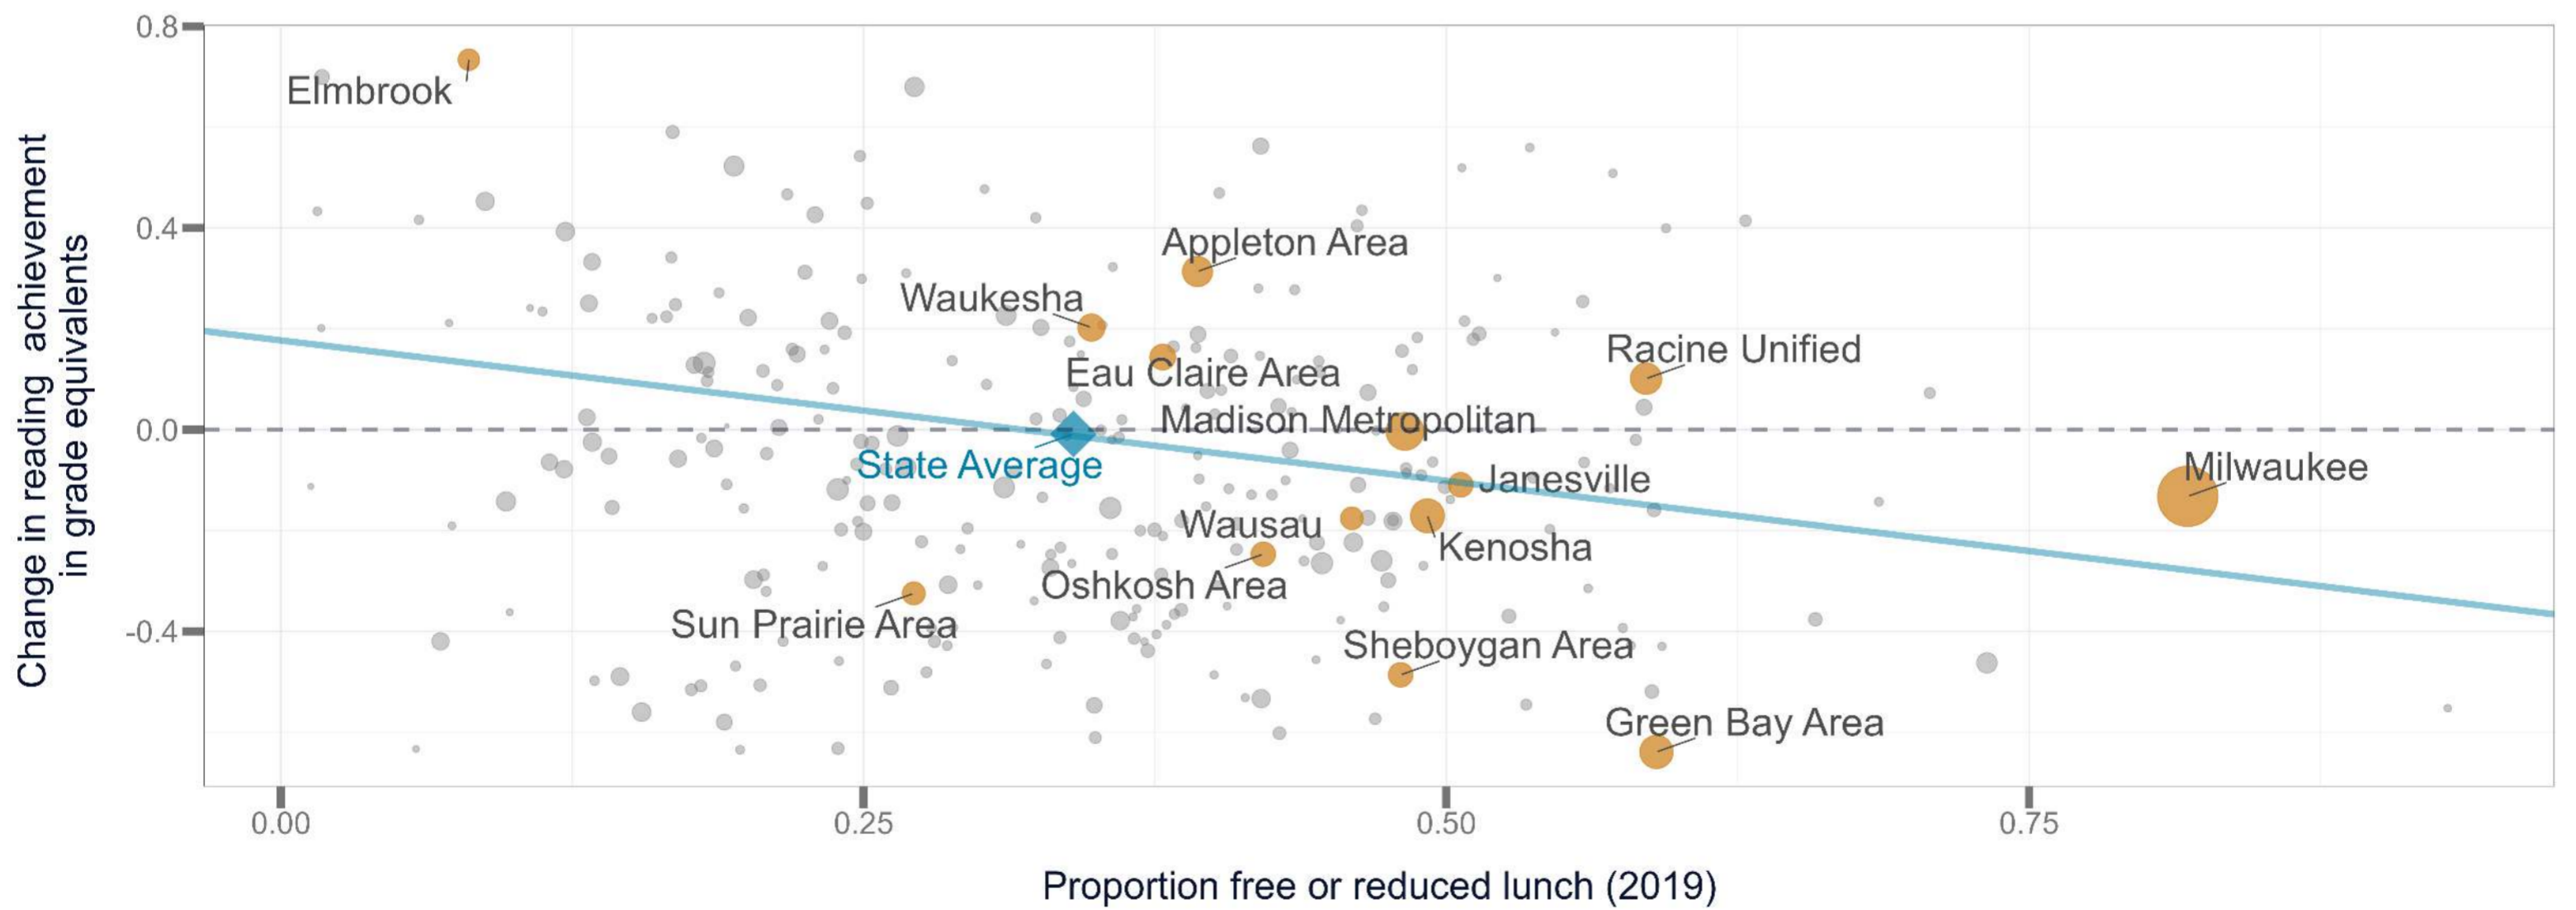 Change in reading achievement
in grade equivalents
0.8
0.4
0.0
-0.4
Elmbrook
Appleton Area
Waukesha
Racine Unified
Eau Claire Area
Madison Metropolitan
State Average
Milwaukee
Janesville
Wausau
Kenosha
Oshkosh Area
Sun Prairie Area
Sheboygan Area
Green Bay Area
0.00
0.25
0.50
0.75
Proportion free or reduced lunch (2019)